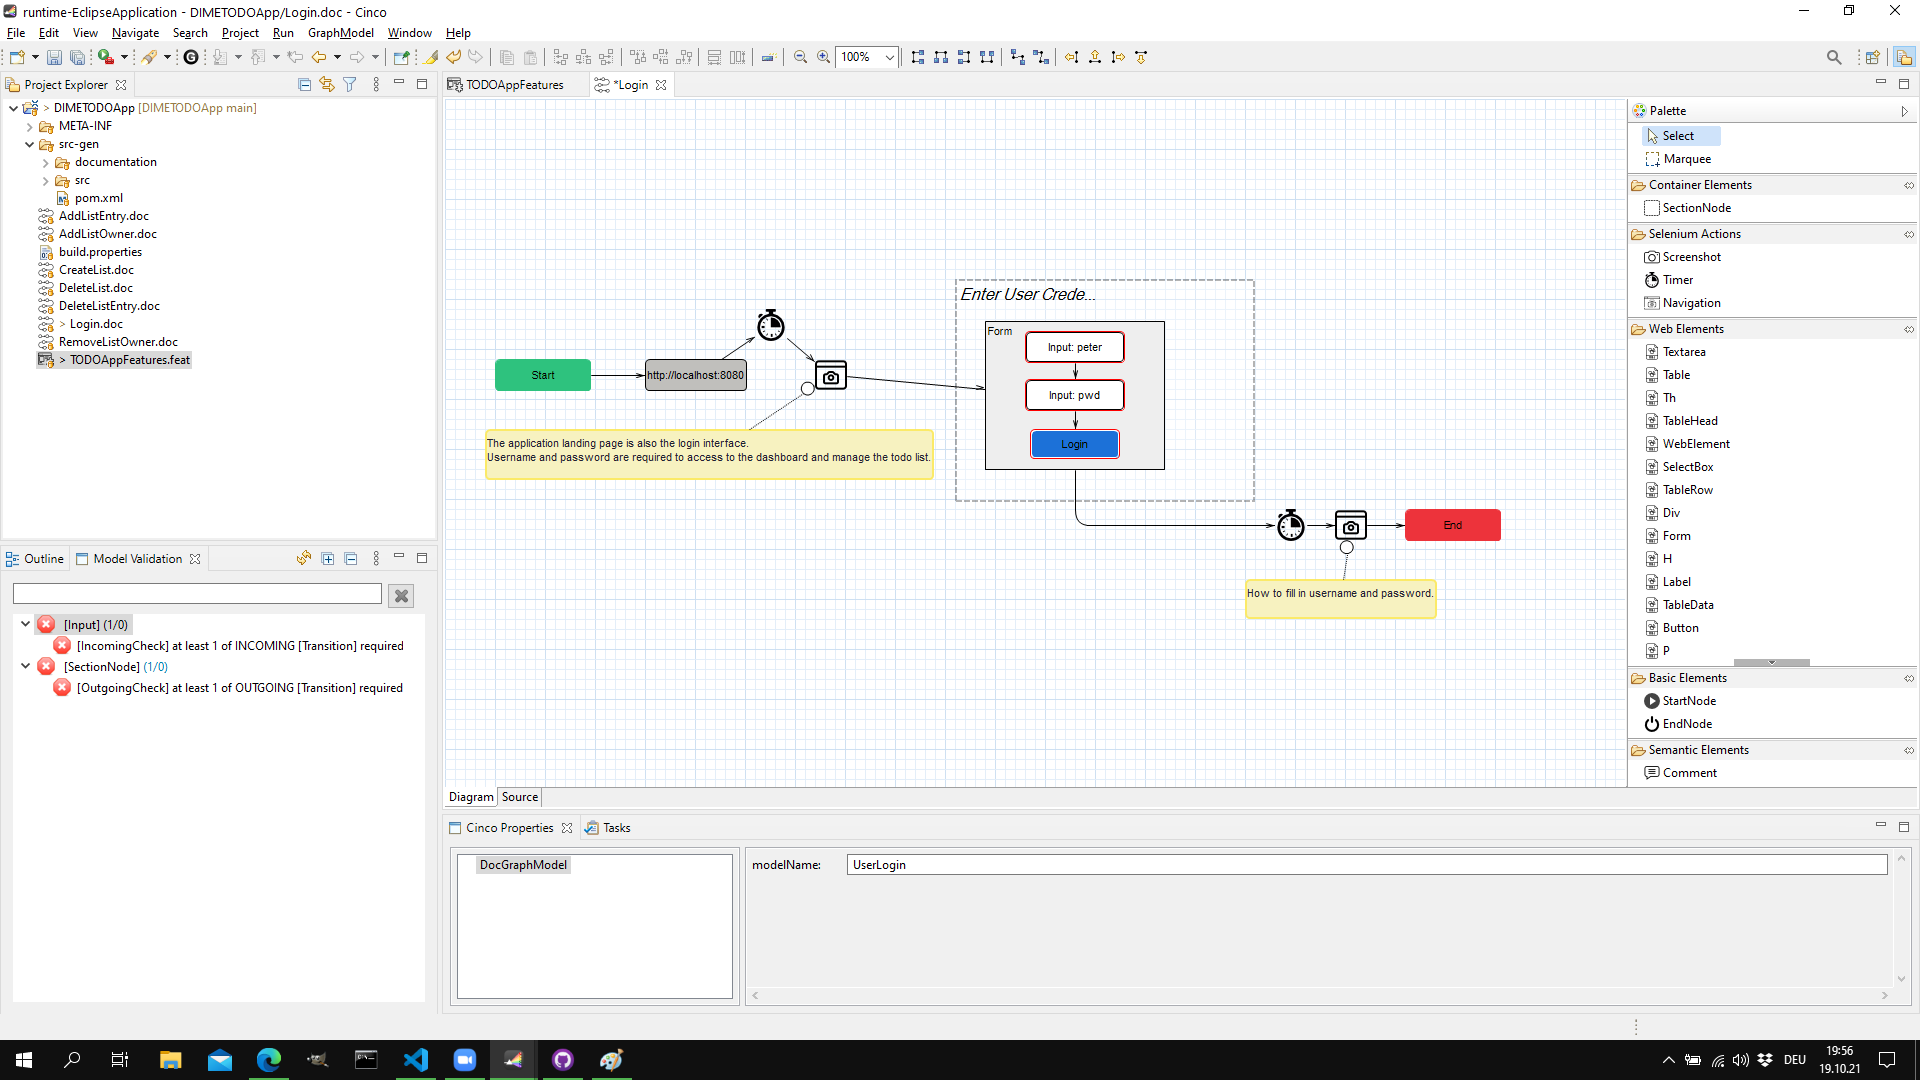 runtime-EclipseApplication - DIMETODOApp/Login.doc - Cinco
File Edit View Navigate Search Project Run GraphModel Window Help
100%
Project Explorer
> DIMETODOApp [DIMETODOApp main]
META-INF
src-gen
documentation
src
pom.xml
AddListEntry.doc
AddListOwner.doc
build.properties
CreateList.doc
DeleteList.doc
DeleteListEntry.doc
> Login.doc
RemoveListOwner.doc
> TODOAppFeatures.feat
Outline Model Validation
[Input] (1/0)
[IncomingCheck] at least 1 of INCOMING [Transition] required
[SectionNode] (1/0)
[OutgoingCheck] at least 1 of OUTGOING [Transition] required
TODOAppFeatures *Login
Start
http://localhost:8080
The application landing page is also the login interface.
Username and password are required to access to the dashboard and manage the todo list.
Enter User Crede...
Form
Input: peter
Input: pwd
Login
End
How to fill in username and password.
Diagram Source
Palette
Select
Marquee
Container Elements
SectionNode
Selenium Actions
Screenshot
Timer
Navigation
Web Elements
Textarea
Table
Th
TableHead
WebElement
SelectBox
TableRow
Div
Form
H
Label
TableData
Button
P
Basic Elements
StartNode
EndNode
Semantic Elements
Comment
Cinco Properties Tasks
DocGraphModel
modelName: UserLogin
DEU
19:56
19.10.21